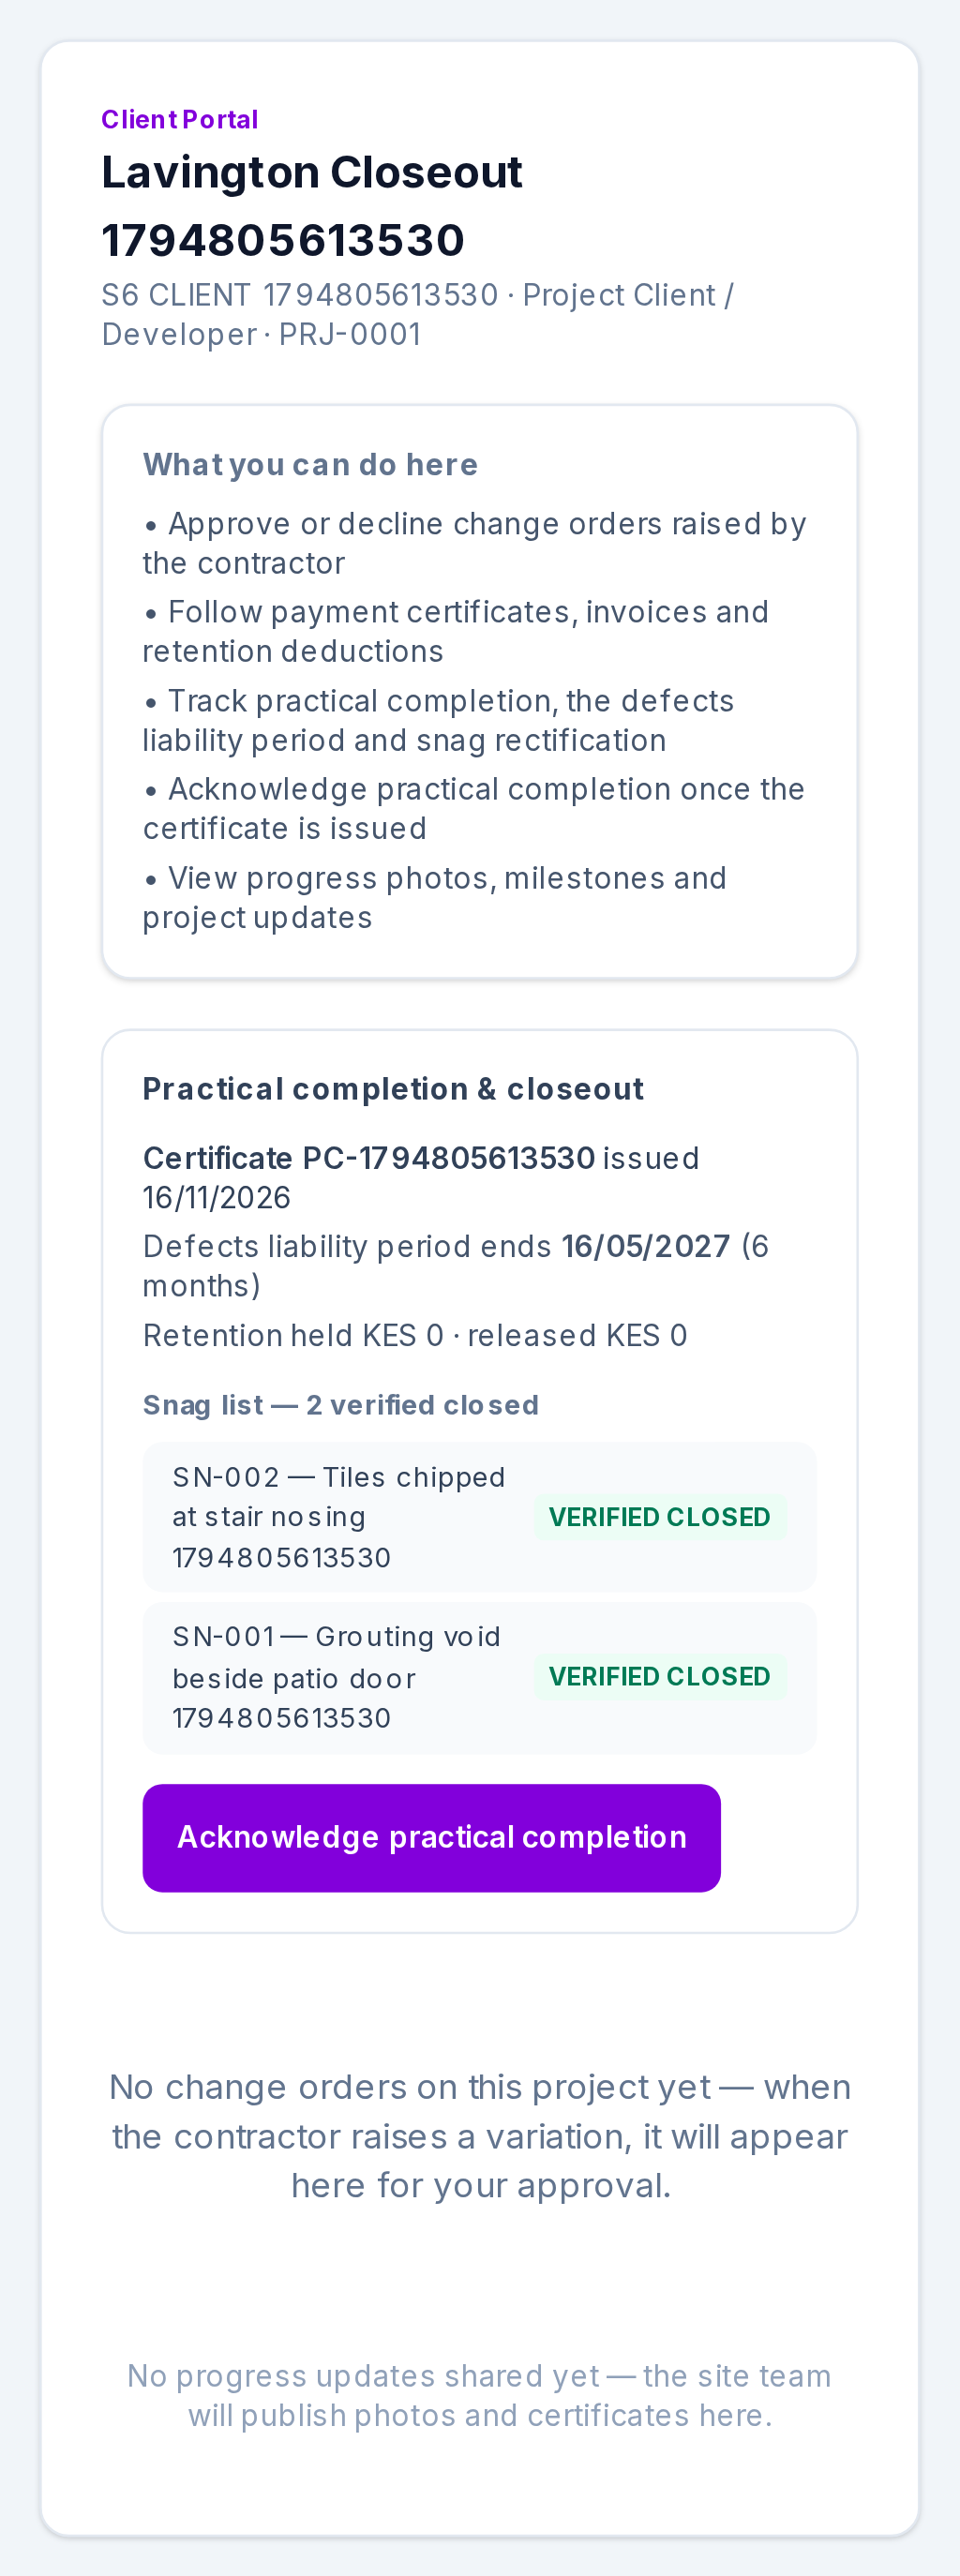 Client Portal
Lavington Closeout
1794805613530
S6 CLIENT 1794805613530 · Project Client /
Developer · PRJ-0001
What you can do here
• Approve or decline change orders raised by
the contractor
• Follow payment certificates, invoices and
retention deductions
• Track practical completion, the defects
liability period and snag rectification
• Acknowledge practical completion once the
certificate is issued
• View progress photos, milestones and
project updates
Practical completion & closeout
Certificate PC-1794805613530 issued
16/11/2026
Defects liability period ends 16/05/2027 (6
months)
Retention held KES 0 · released KES 0
Snag list — 2 verified closed
SN-002 — Tiles chipped
at stair nosing
1794805613530
VERIFIED CLOSED
SN-001 — Grouting void
beside patio door
1794805613530
VERIFIED CLOSED
Acknowledge practical completion
No change orders on this project yet — when
the contractor raises a variation, it will appear
here for your approval.
No progress updates shared yet — the site team
will publish photos and certificates here.